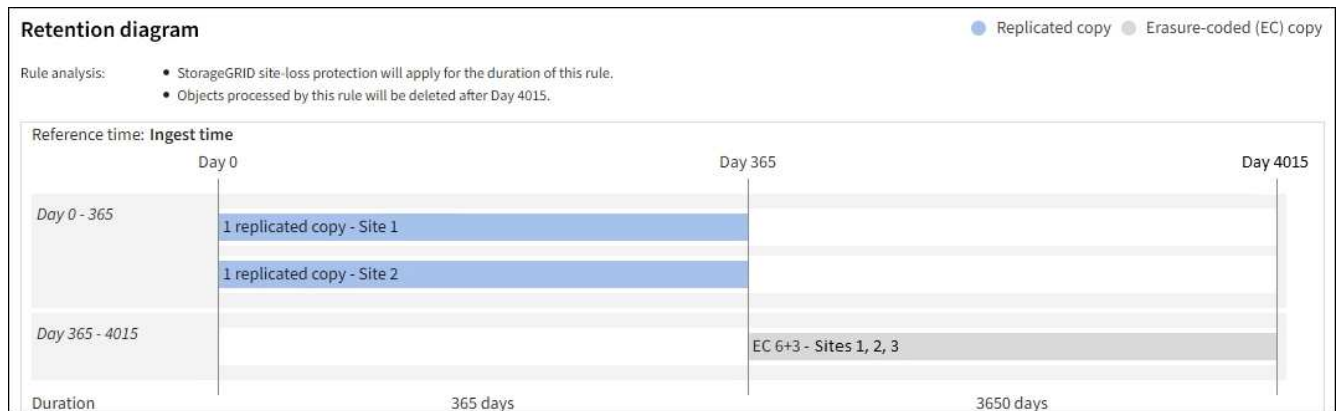 Retention diagram
Replicated copy
Erasure-coded (EC) copy
Rule analysis:
• StorageGRID site-loss protection will apply for the duration of this rule.
• Objects processed by this rule will be deleted after Day 4015.
Reference time: Ingest time
Day 0
Day 365
Day 4015
Day 0 - 365
1 replicated copy - Site 1
1 replicated copy - Site 2
Day 365 - 4015
EC 6+3 - Sites 1, 2, 3
Duration
365 days
3650 days